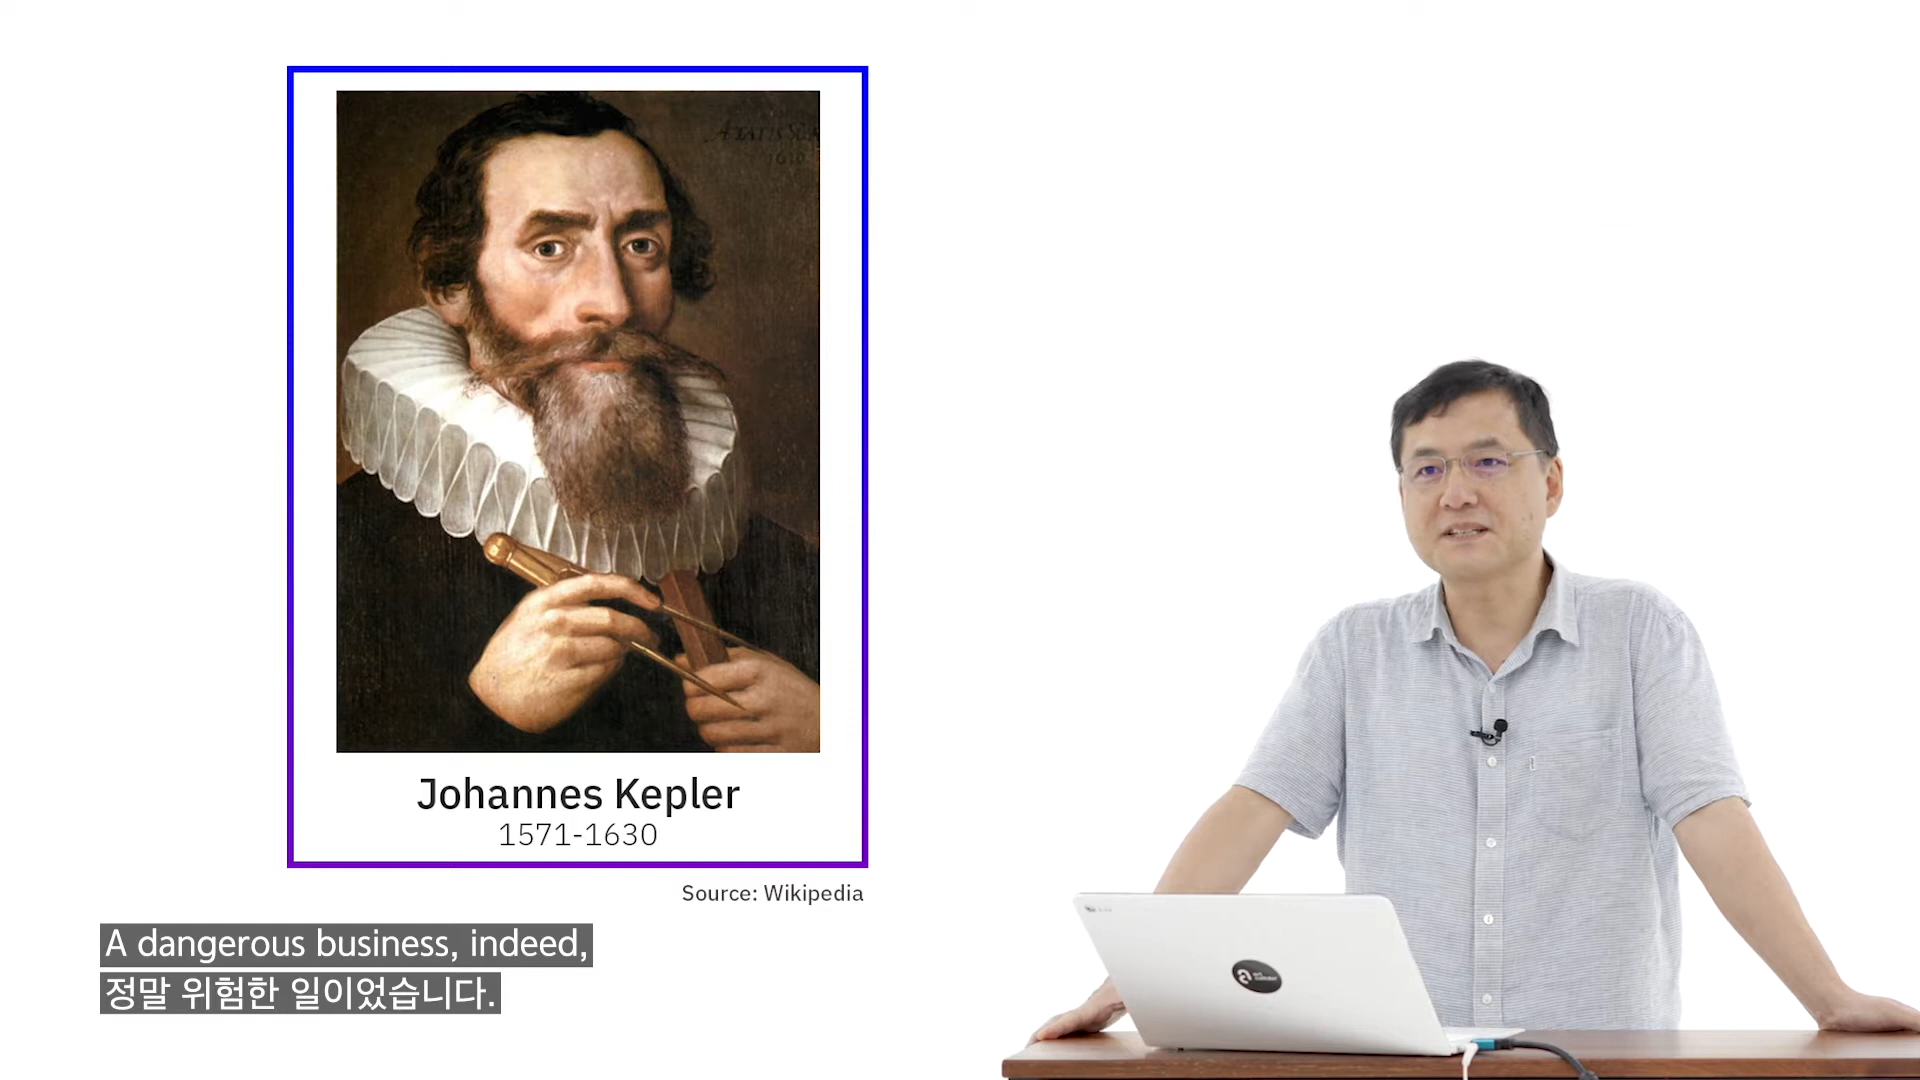 1610
Johannes Kepler
1571-1630
Source: Wikipedia
A dangerous business, indeed,
정말 위험한 일이었습니다.